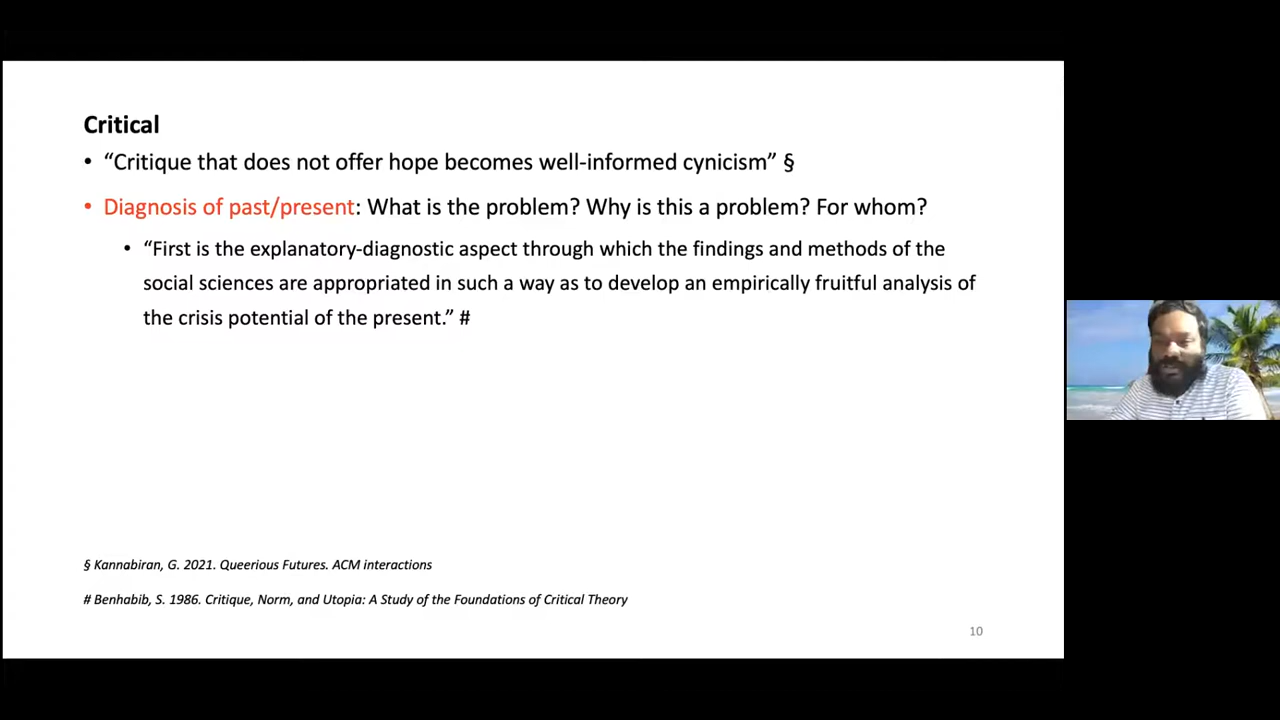 Critical
• “Critique that does not offer hope becomes well-informed cynicism” §
• Diagnosis of past/present: What is the problem? Why is this a problem? For whom?
• “First is the explanatory-diagnostic aspect through which the findings and methods of the
social sciences are appropriated in such a way as to develop an empirically fruitful analysis of
the crisis potential of the present.” #
§ Kannabiran, G. 2021. Queerious Futures. ACM interactions
# Benhabib, S. 1986. Critique, Norm, and Utopia: A Study of the Foundations of Critical Theory
10